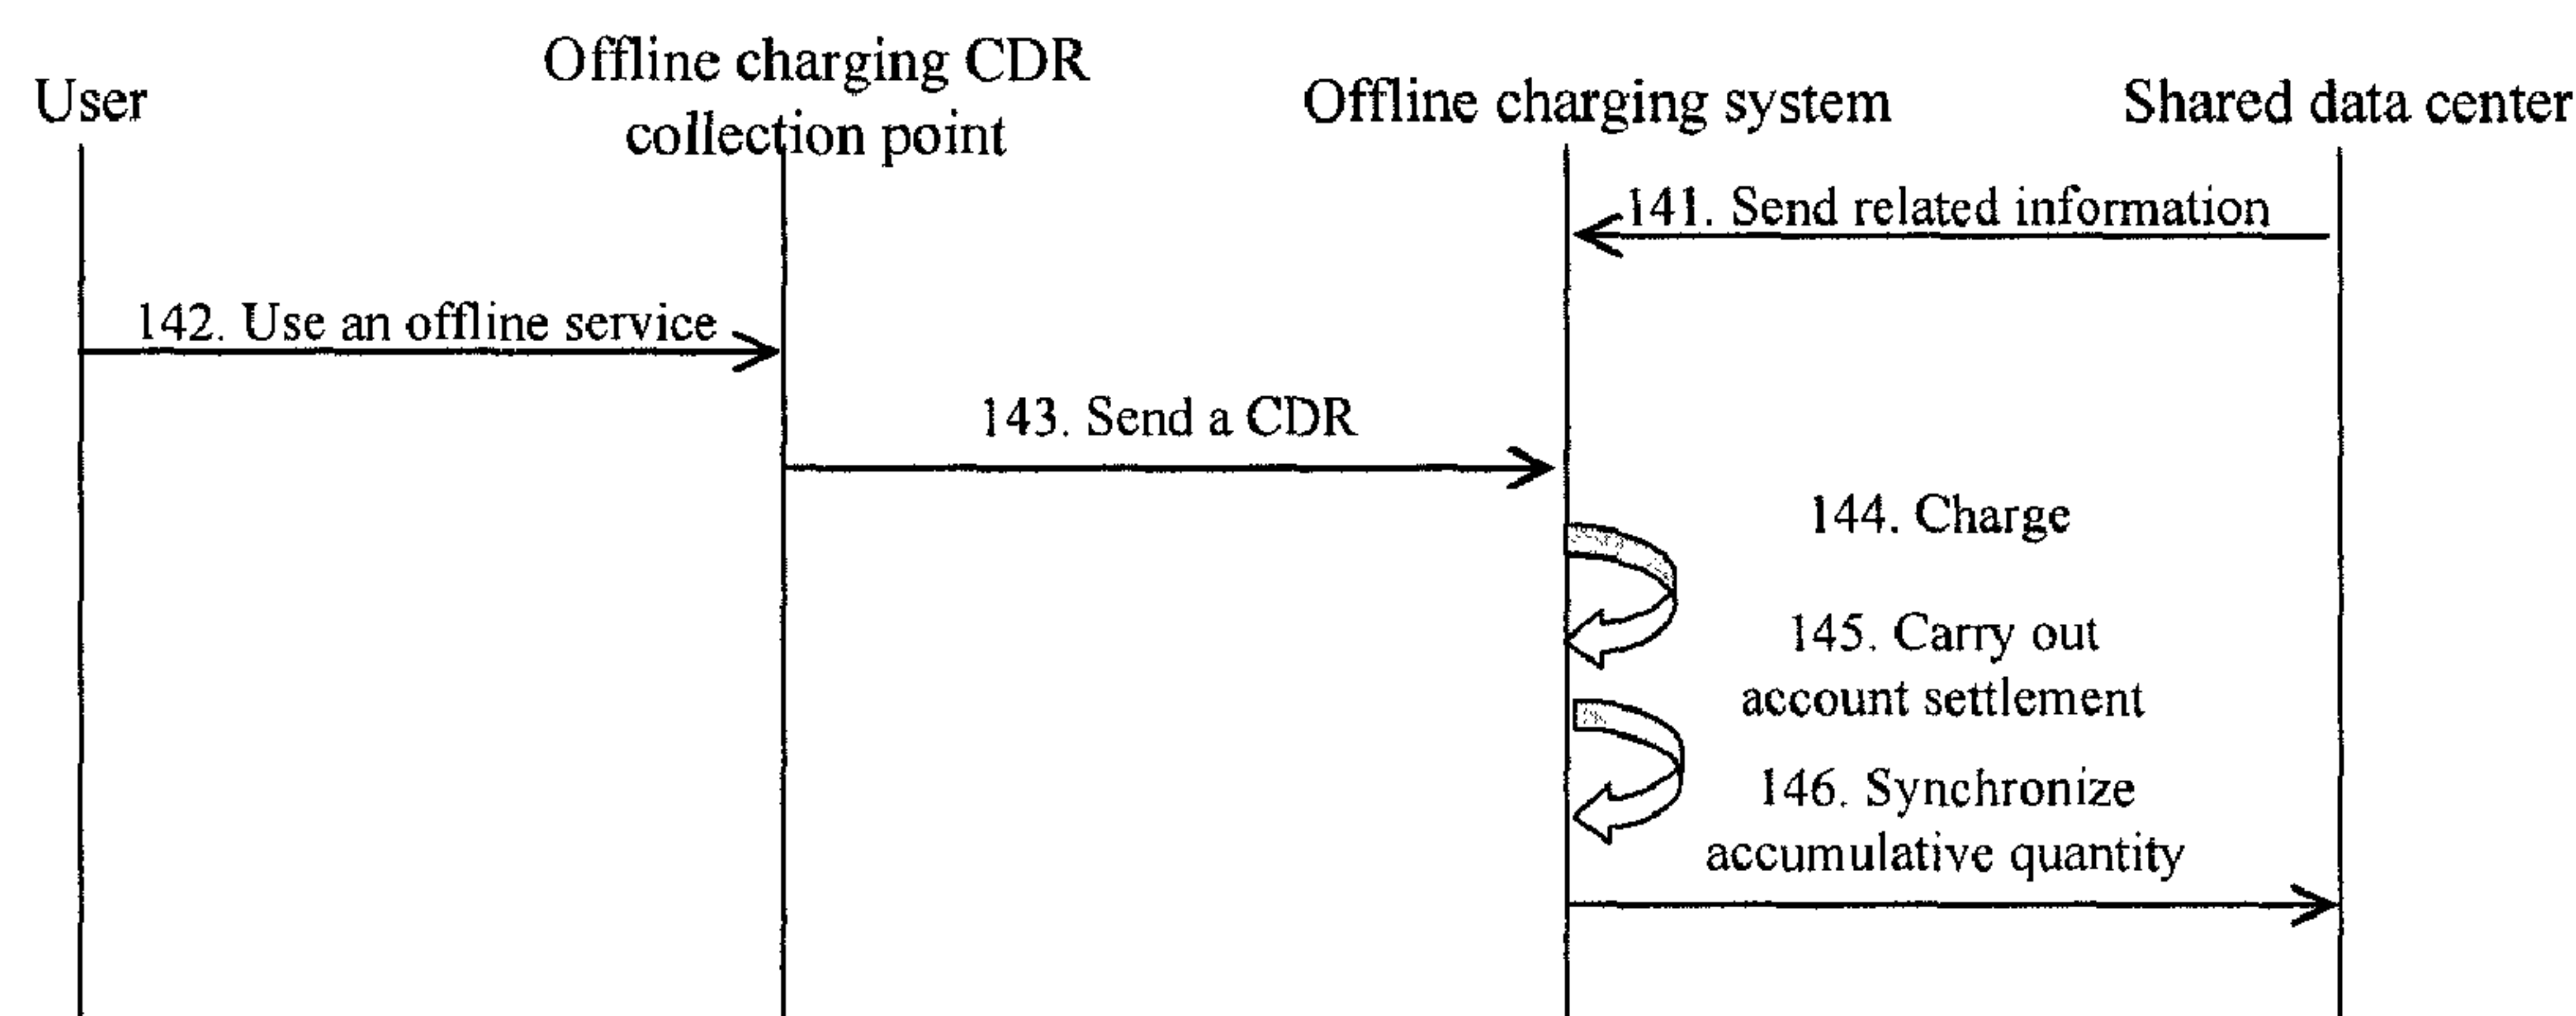 User
Offline charging CDR
collection point
Offline charging system
Shared data center
141. Send related information
142. Use an offline service
143. Send a CDR
144. Charge
145. Carry out
account settlement
146. Synchronize
accumulative quantity